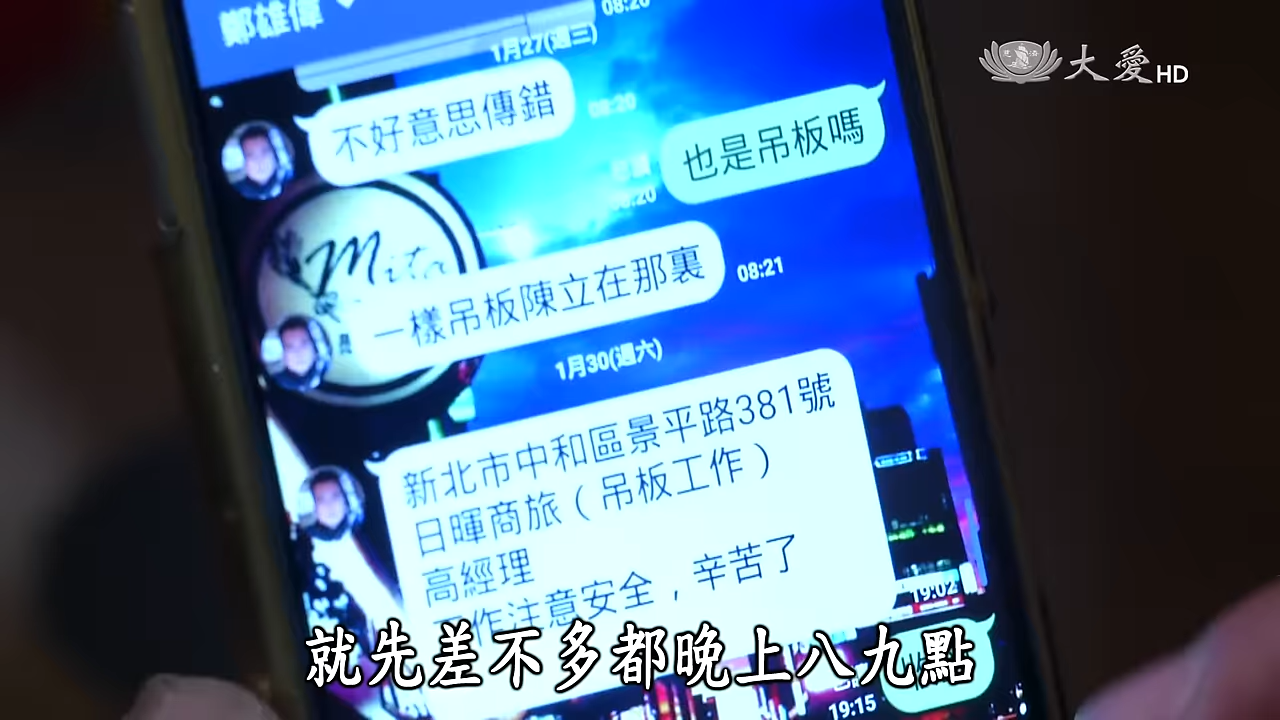 鄭雄偉
08:20
1月27(週三)
大愛HD
不好意思傳錯
08:20
也是吊板嗎
已讀
08:20
Mita
一樣吊板陳立在那裏
08:21
1月30(週六)
新北市中和區景平路381號
日暉商旅（吊板工作）
高經理
工作注意安全，辛苦了
19:02
就先差不多都晚上八九點
19:15